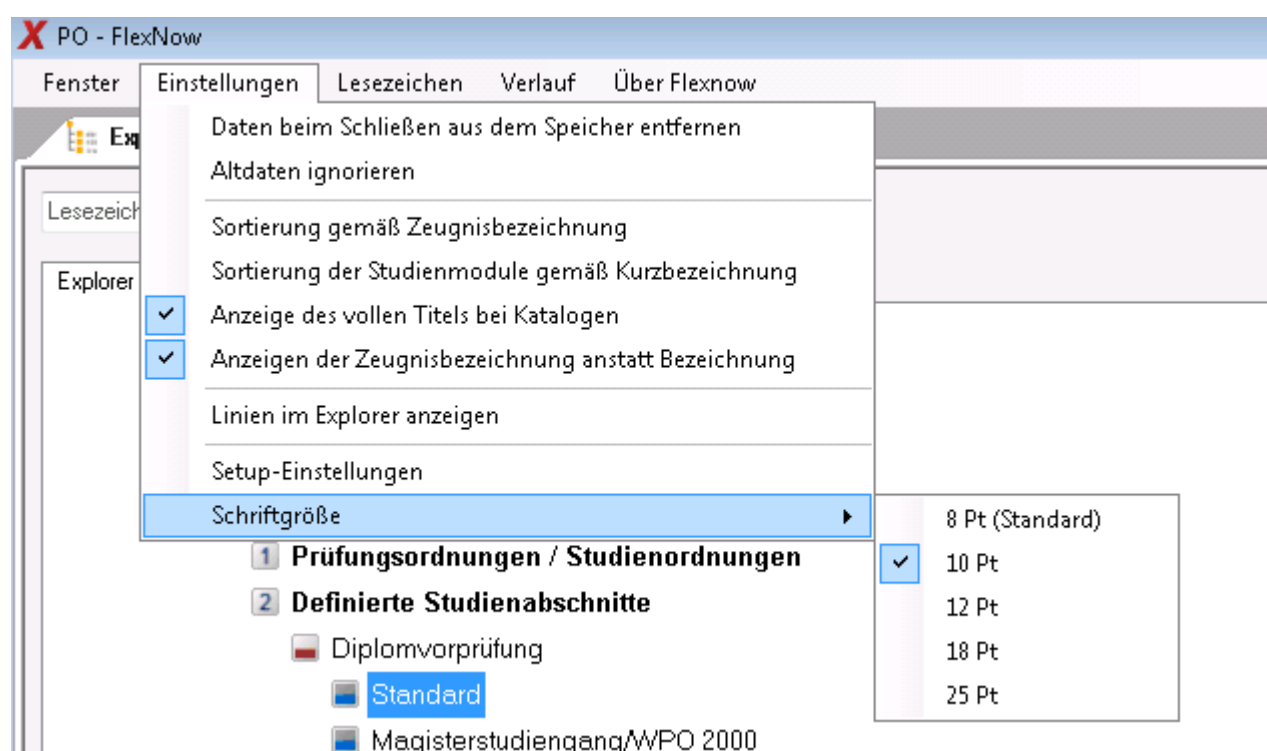 PO - FlexNow
Fenster Einstellungen Lesezeichen Verlauf Über Flexnow
Daten beim Schließen aus dem Speicher entfernen
Altdaten ignorieren
Sortierung gemäß Zeugnisbezeichnung
Sortierung der Studienmodule gemäß Kurzbezeichnung
Explorer
Anzeige des vollen Titels bei Katalogen
Anzeigen der Zeugnisbezeichnung anstatt Bezeichnung
Linien im Explorer anzeigen
Setup-Einstellungen
Schriftgröße
8 Pt (Standard)
10 Pt
12 Pt
18 Pt
25 Pt
1 Prüfungsordnungen / Studienordnungen
2 Definierte Studienabschnitte
Diplomvorprüfung
Standard
Magisterstudiengang/WPO 2000